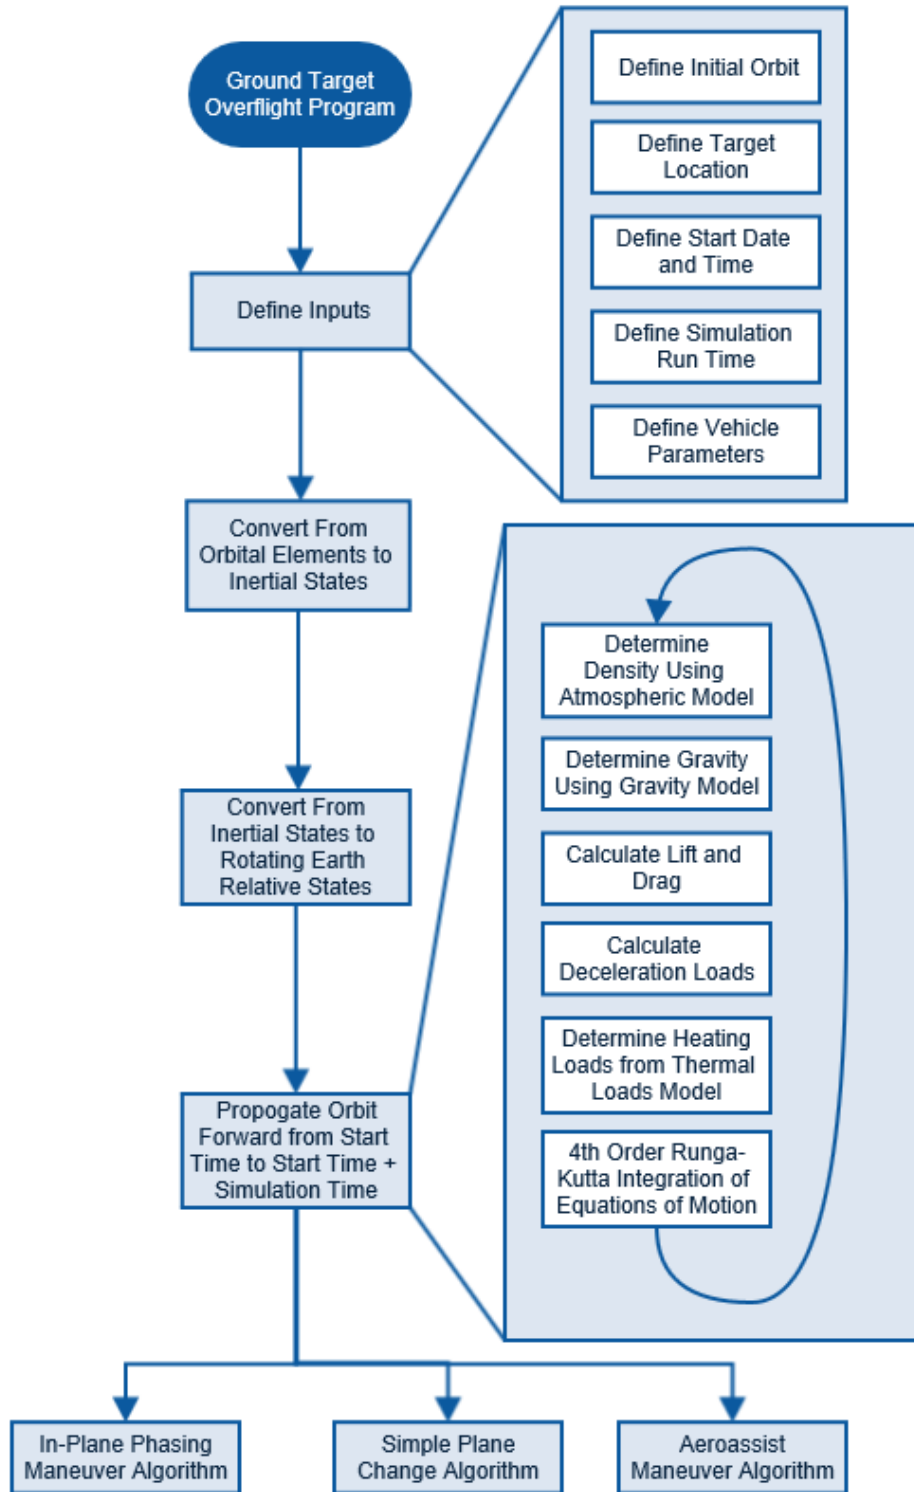 Ground Target
Overflight Program
Define Inputs
Define Initial Orbit
Define Target
Location
Define Start Date
and Time
Define Simulation
Run Time
Define Vehicle
Parameters
Convert From
Orbital Elements to
Inertial States
Convert From
Inertial States to
Rotating Earth
Relative States
Propogate Orbit
Forward from Start
Time to Start Time +
Simulation Time
Determine
Density Using
Atmospheric Model
Determine Gravity
Using Gravity Model
Calculate Lift and
Drag
Calculate
Deceleration Loads
Determine Heating
Loads from Thermal
Loads Model
4th Order Runga-
Kutta Integration of
Equations of Motion
In-Plane Phasing
Maneuver Algorithm
Simple Plane
Change Algorithm
Aeroassist
Maneuver Algorithm